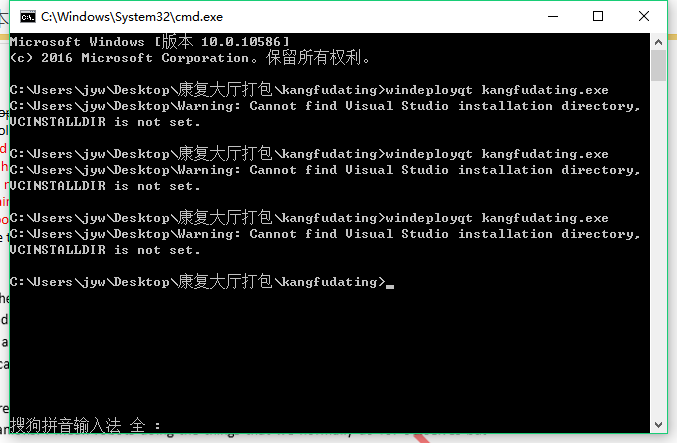 C:\Windows\System32\cmd.exe
Microsoft Windows [版本 10.0.10586]
(c) 2016 Microsoft Corporation。保留所有权利。
C:\Users\jyw\Desktop\康复大厅打包\kangfudating>windeployqt kangfudating.exe
C:\Users\jyw\Desktop\Warning: Cannot find Visual Studio installation directory,
VCINSTALLDIR is not set.
C:\Users\jyw\Desktop\康复大厅打包\kangfudating>windeployqt kangfudating.exe
C:\Users\jyw\Desktop\Warning: Cannot find Visual Studio installation directory,
VCINSTALLDIR is not set.
C:\Users\jyw\Desktop\康复大厅打包\kangfudating>windeployqt kangfudating.exe
C:\Users\jyw\Desktop\Warning: Cannot find Visual Studio installation directory,
VCINSTALLDIR is not set.
C:\Users\jyw\Desktop\康复大厅打包\kangfudating>
搜狗拼音输入法 全 :